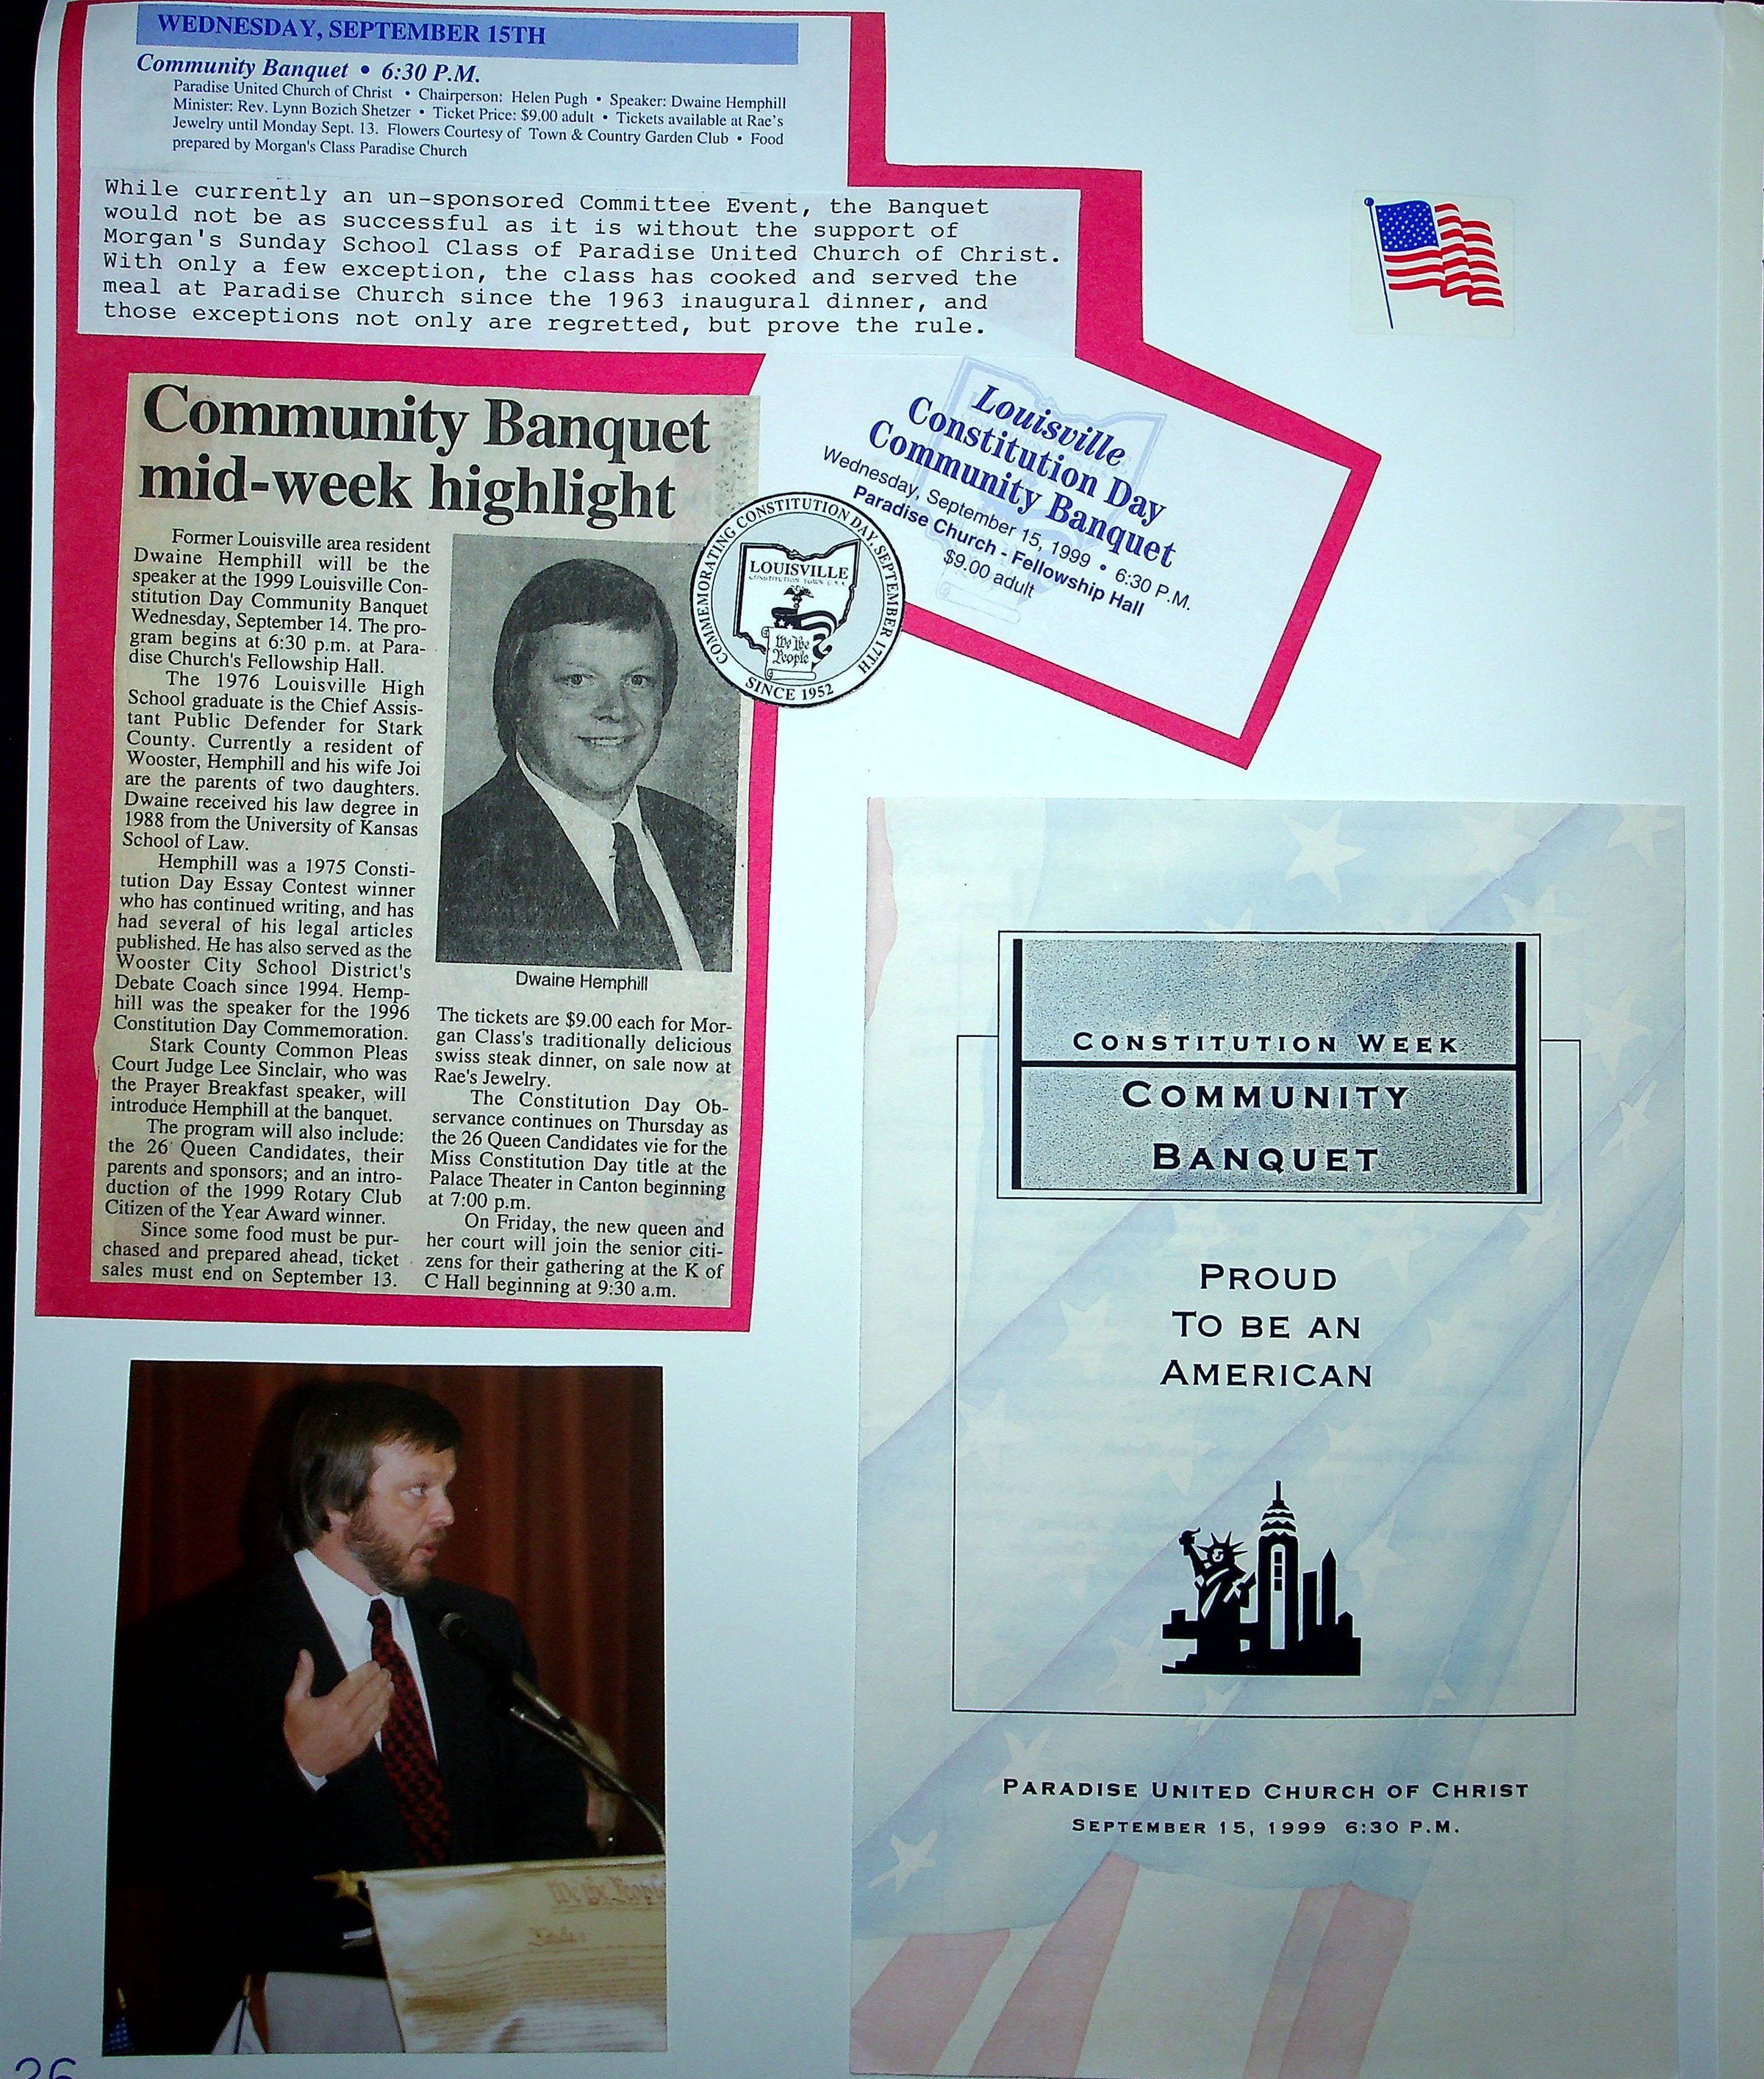 WEDNESDAY, SEPTEMBER 15TH
Community Banquet • 6:30 P.M.
Paradise United Church of Christ • Chairperson: Helen Pugh • Speaker: Dwaine Hemphill
Minister: Rev. Lynn Bozich Shetzer • Ticket Price: $9.00 adult • Tickets available at Rae's
Jewelry until Monday Sept. 13. Flowers Courtesy of Town & Country Garden Club • Food
prepared by Morgan's Class Paradise Church
While currently an un-sponsored Committee Event, the Banquet
would not be as successful as it is without the support of
Morgan's Sunday School Class of Paradise United Church of Christ.
With only a few exception, the class has cooked and served the
meal at Paradise Church since the 1963 inaugural dinner, and
those exceptions not only are regretted, but prove the rule.
Community Banquet
mid-week highlight
Former Louisville area resident
Dwaine Hemphill will be the
speaker at the 1999 Louisville Con-
stitution Day Community Banquet
Wednesday, September 14. The pro-
gram begins at 6:30 p.m. at Para-
dise Church's Fellowship Hall.
The 1976 Louisville High
School graduate is the Chief Assis-
tant Public Defender for Stark
County. Currently a resident of
Wooster, Hemphill and his wife Joi
are the parents of two daughters.
Dwaine received his law degree in
1988 from the University of Kansas
School of Law.
Hemphill was a 1975 Consti-
tution Day Essay Contest winner
who has continued writing, and has
had several of his legal articles
published. He has also served as the
Wooster City School District's
Debate Coach since 1994. Hemp-
hill was the speaker for the 1996
Constitution Day Commemoration.
Stark County Common Pleas
Court Judge Lee Sinclair, who was
the Prayer Breakfast speaker, will
introduce Hemphill at the banquet.
The program will also include:
the 26 Queen Candidates, their
parents and sponsors; and an intro-
duction of the 1999 Rotary Club
Citizen of the Year Award winner.
Since some food must be pur-
chased and prepared ahead, ticket
sales must end on September 13.
Dwaine Hemphill
The tickets are $9.00 each for Mor-
gan Class's traditionally delicious
swiss steak dinner, on sale now at
Rae's Jewelry.
The Constitution Day Ob-
servance continues on Thursday as
the 26 Queen Candidates vie for the
Miss Constitution Day title at the
Palace Theater in Canton beginning
at 7:00 p.m.
On Friday, the new queen and
her court will join the senior citi-
zens for their gathering at the K of
C Hall beginning at 9:30 a.m.
COMMEMORATING CONSTITUTION DAY, SEPTEMBER 17TH
LOUISVILLE
CONSTITUTION TOWN U.S.A.
We the
People
SINCE 1952
Louisville
Constitution Day
Community Banquet
Wednesday, September 15, 1999 • 6:30 P.M.
Paradise Church - Fellowship Hall
$9.00 adult
CONSTITUTION WEEK
COMMUNITY
BANQUET
PROUD
TO BE AN
AMERICAN
PARADISE UNITED CHURCH OF CHRIST
SEPTEMBER 15, 1999 6:30 P.M.
We the People
26